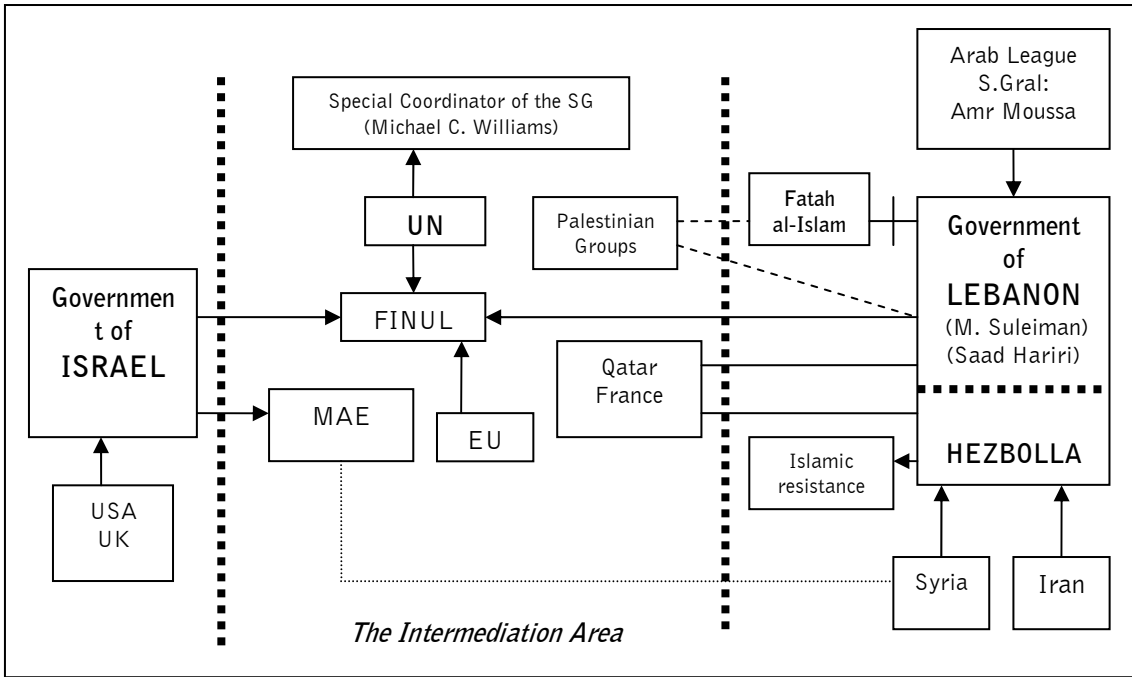 Arab League
S.Gral:
Amr Moussa
Special Coordinator of the SG
(Michael C. Williams)
UN
Palestinian
Groups
Fatah
al-Islam
Government
of
LEBANON
(M. Suleiman)
(Saad Hariri)
Governmen
t of
ISRAEL
FINUL
Qatar
France
MAE
EU
HEZBOLLA
Islamic
resistance
USA
UK
Syria
Iran
The Intermediation Area